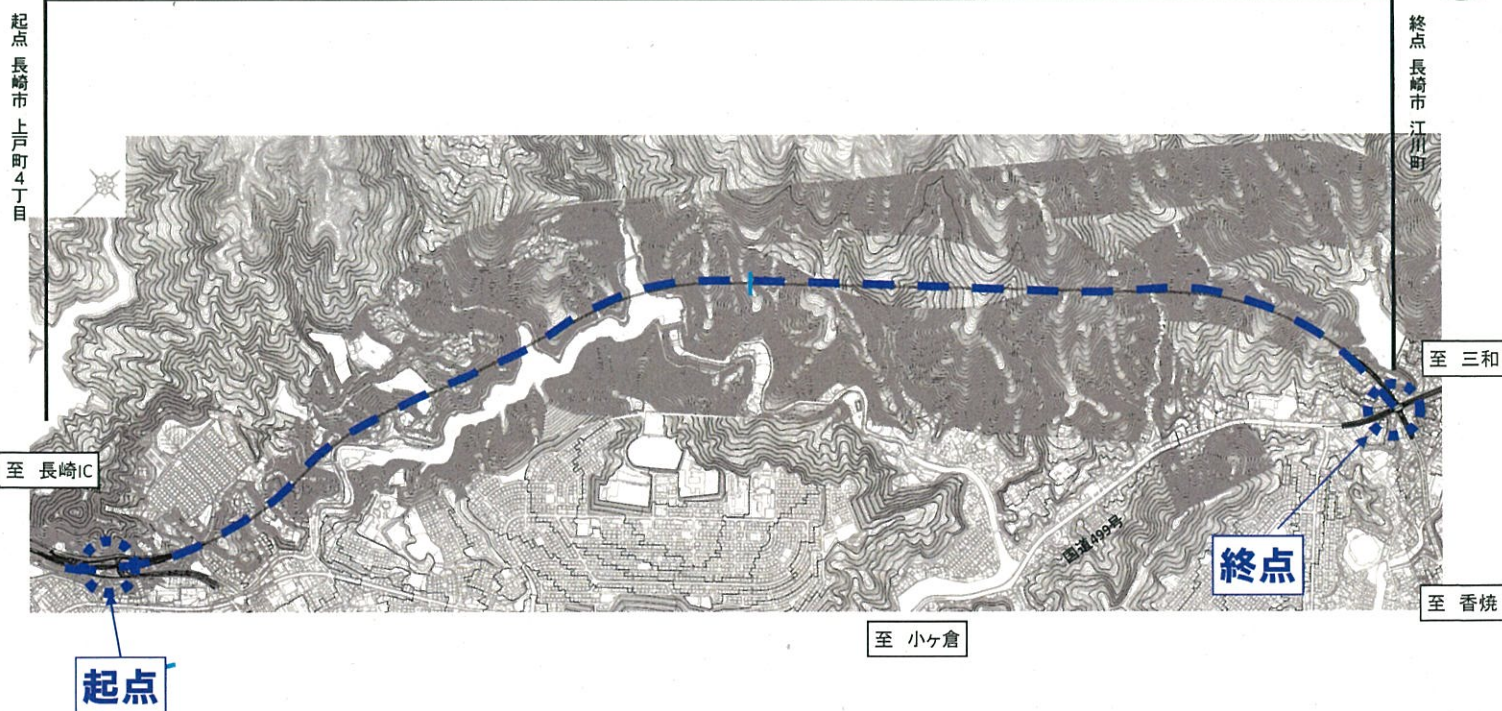 起点 長崎市 上戸町4丁目
終点 長崎市 江川町
至 三和
至 長崎IC
国道499号
終点
至 香焼
至 小ヶ倉
起点